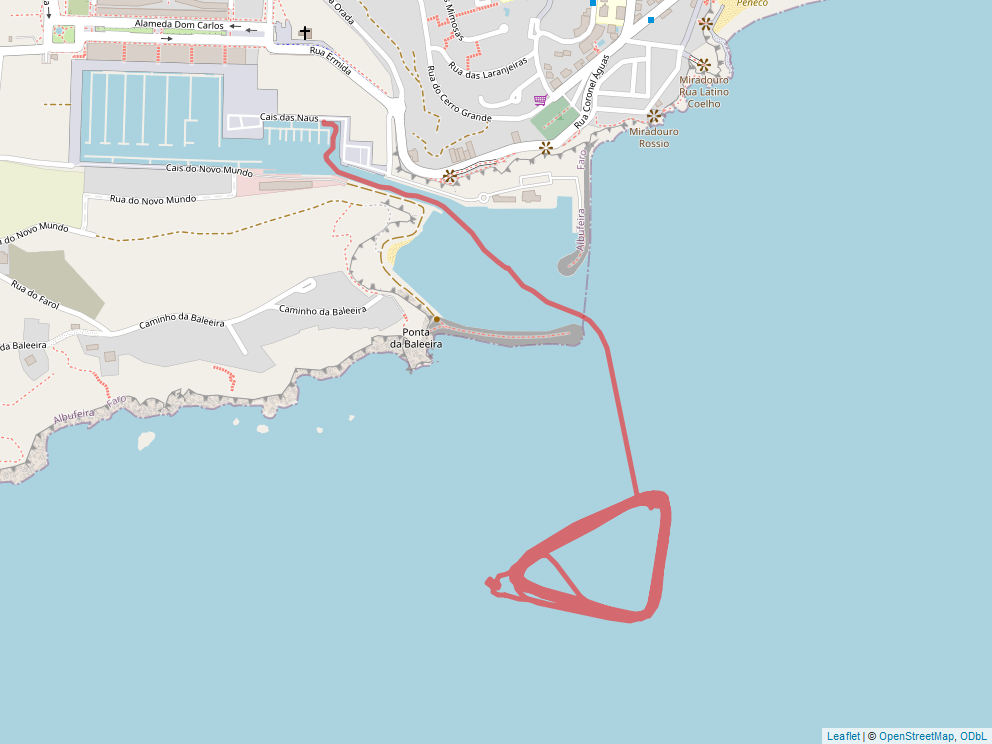 Peneco
a Orada
s Mimosas
Alameda Dom Carlos
Rua Ermida
Rua das Laranjeiras
Rua do Cerro Grande
Rua Coronel Águas
Miradouro
Rua Latino
Coelho
Miradouro
Rossio
Cais das Naus
Cais do Novo Mundo
Rua do Novo Mundo
do Novo Mundo
Faro
Albufeira
Rua do Farol
Caminho da Baleeira
Caminho da Baleeira
da Baleeira
Ponta
da Baleeira
Albufeira
Faro
Leaflet | © OpenStreetMap, ODbL